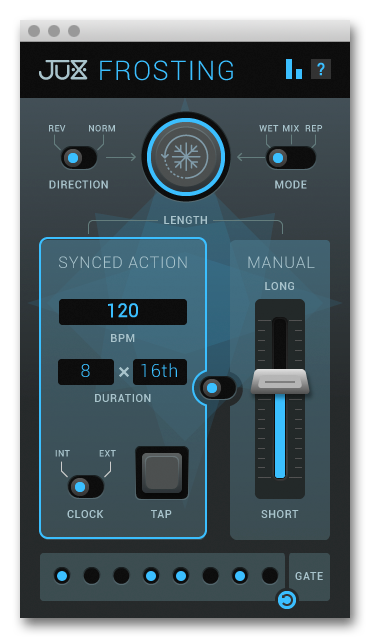 JUX FROSTING ?
REV NORM
WET MIX REP
DIRECTION
MODE
LENGTH
SYNCED ACTION
MANUAL
LONG
120
BPM
8 × 16th
DURATION
INT EXT
CLOCK
TAP
SHORT
GATE